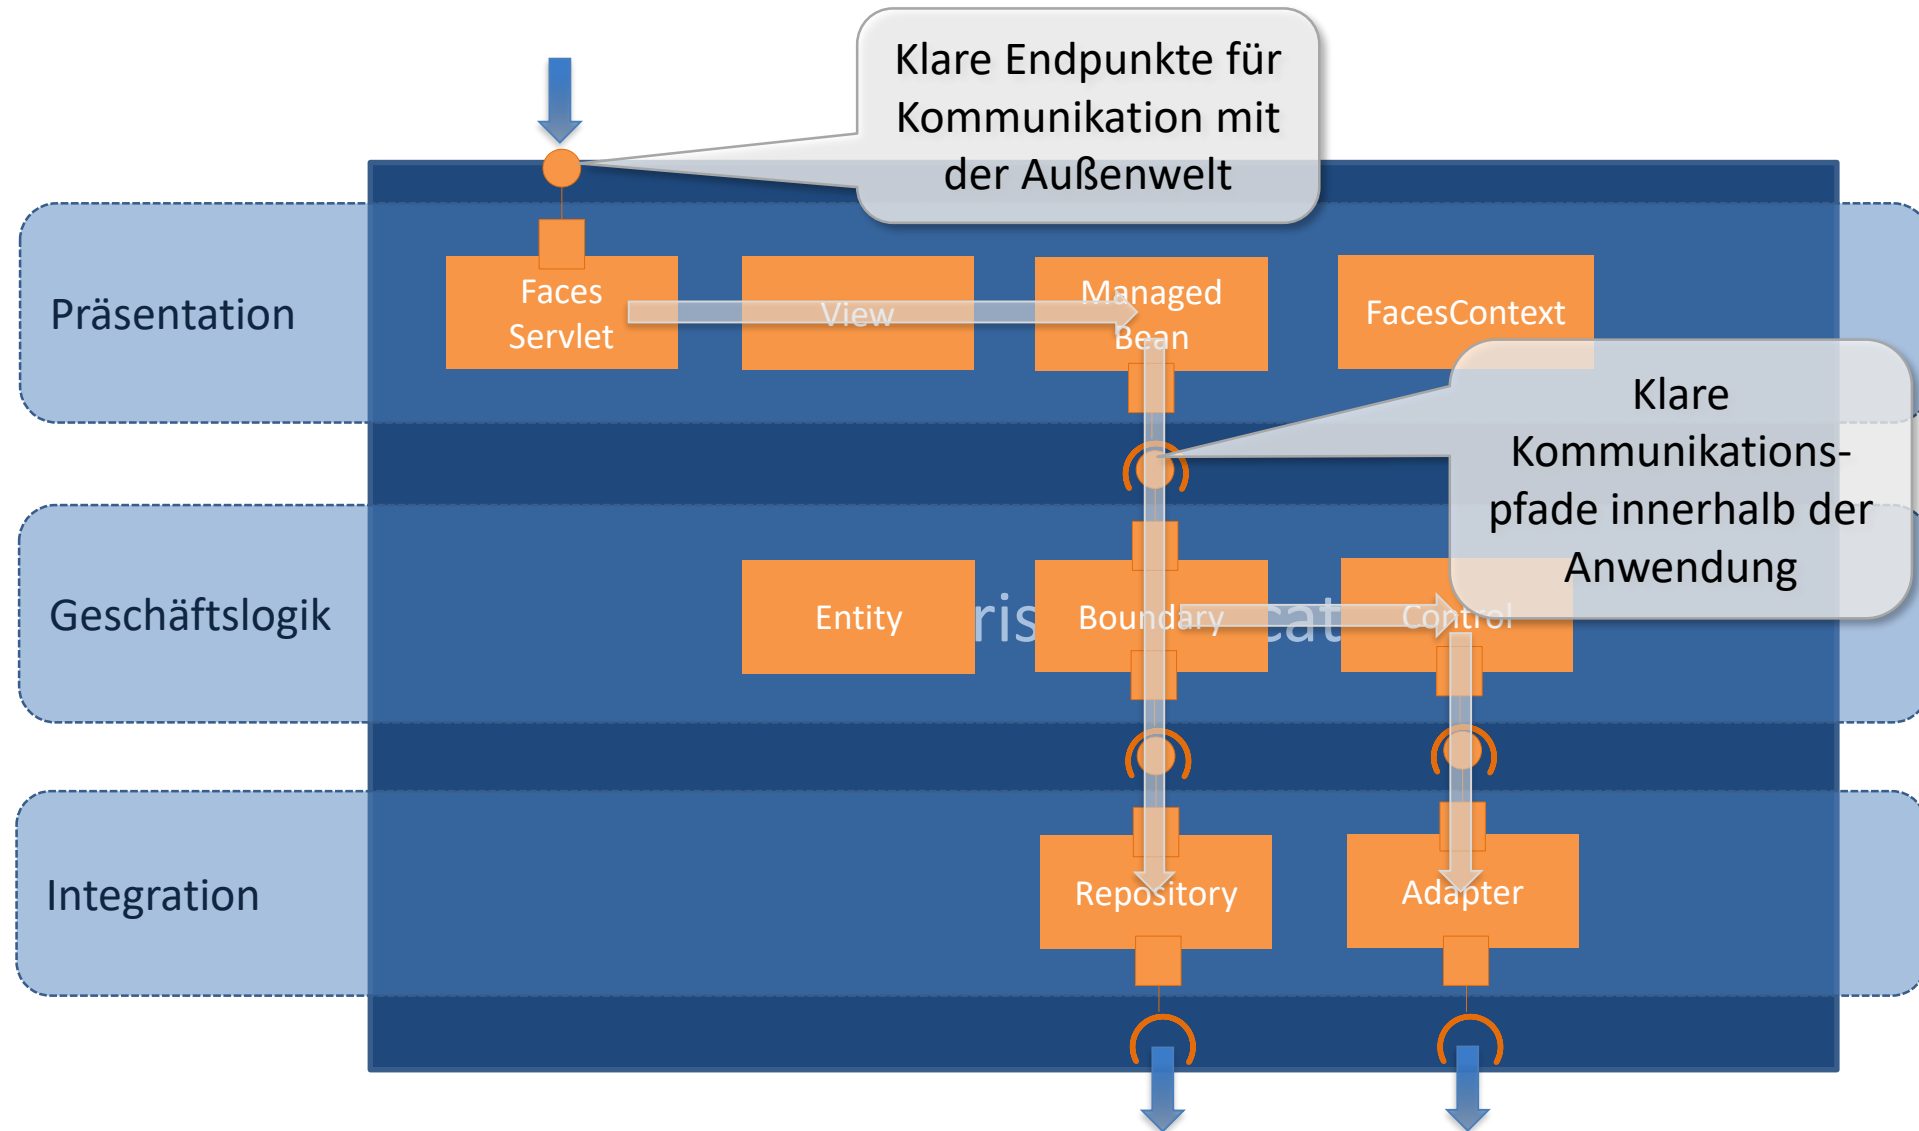 Klare Endpunkte für
Kommunikation mit
der Außenwelt
Präsentation
Faces
Servlet
View
Managed
Bean
FacesContext
Klare
Kommunikations-
pfade innerhalb der
Anwendung
Geschäftslogik
Entity
Boundary
Control
Integration
Repository
Adapter